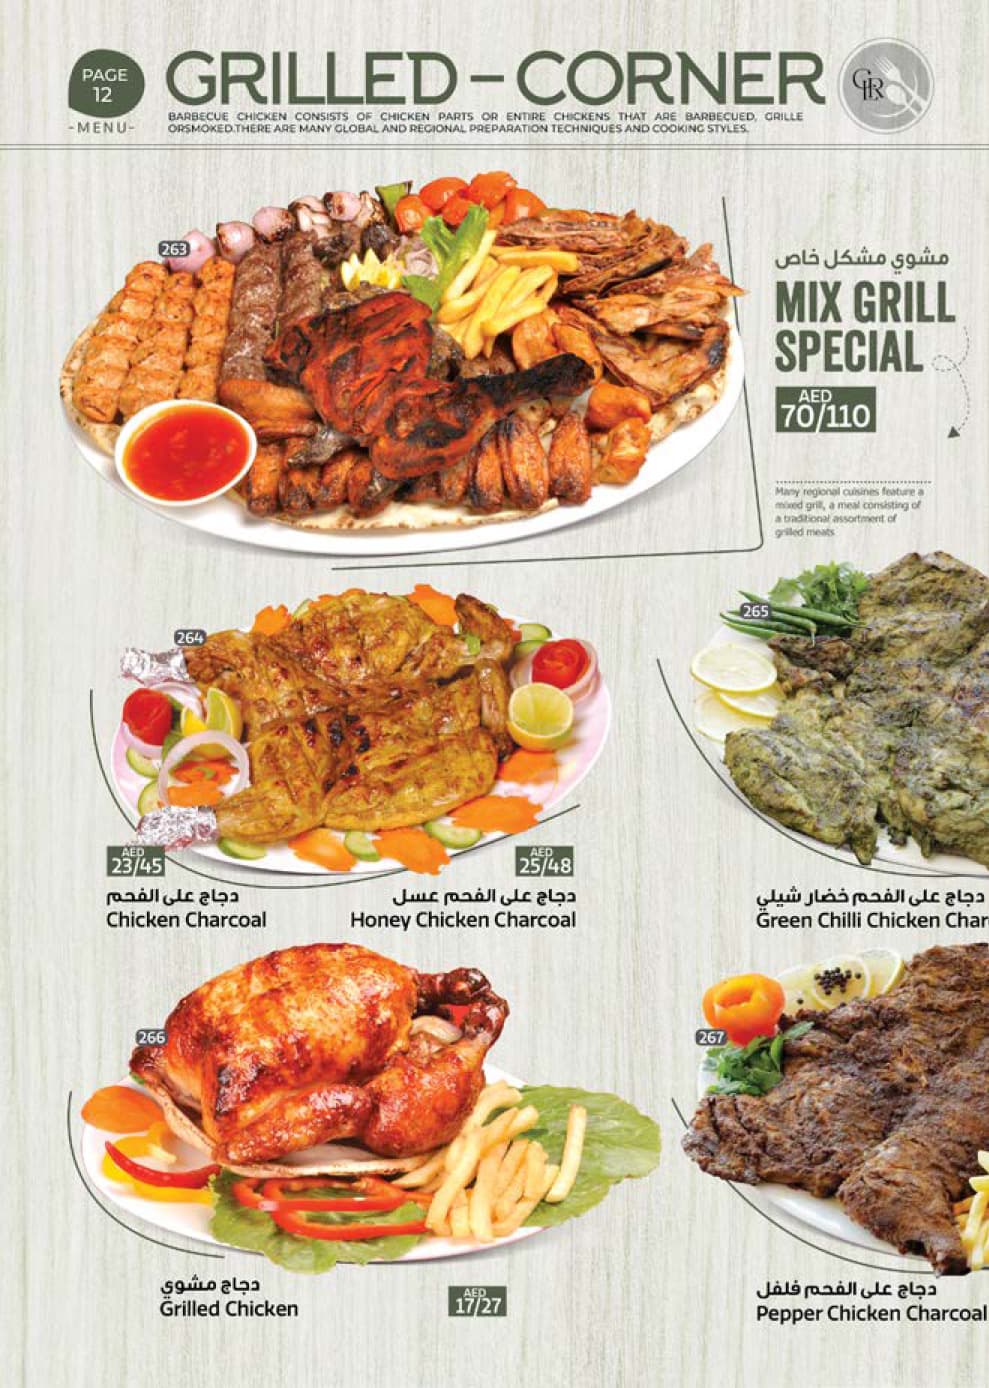 PAGE
12
-MENU-
GRILLED-CORNER
BARBECUE CHICKEN CONSISTS OF CHICKEN PARTS OR ENTIRE CHICKENS THAT ARE BARBECUED, GRILLE
ORSMOKED.THERE ARE MANY GLOBAL AND REGIONAL PREPARATION TECHNIQUES AND COOKING STYLES.
263
مشوي مشكل خاص
MIX GRILL
SPECIAL
AED
70/110
Many regional cuisines feature a
mixed grill, a meal consisting of
a traditional assortment of
grilled meats
264
AED
23/45
دجاج على الفحم
Chicken Charcoal
AED
25/48
دجاج على الفحم عسل
Honey Chicken Charcoal
265
دجاج على الفحم خضار شيلي
Green Chilli Chicken Char
266
دجاج مشوي
Grilled Chicken
AED
17/27
267
دجاج على الفحم فلفل
Pepper Chicken Charcoal